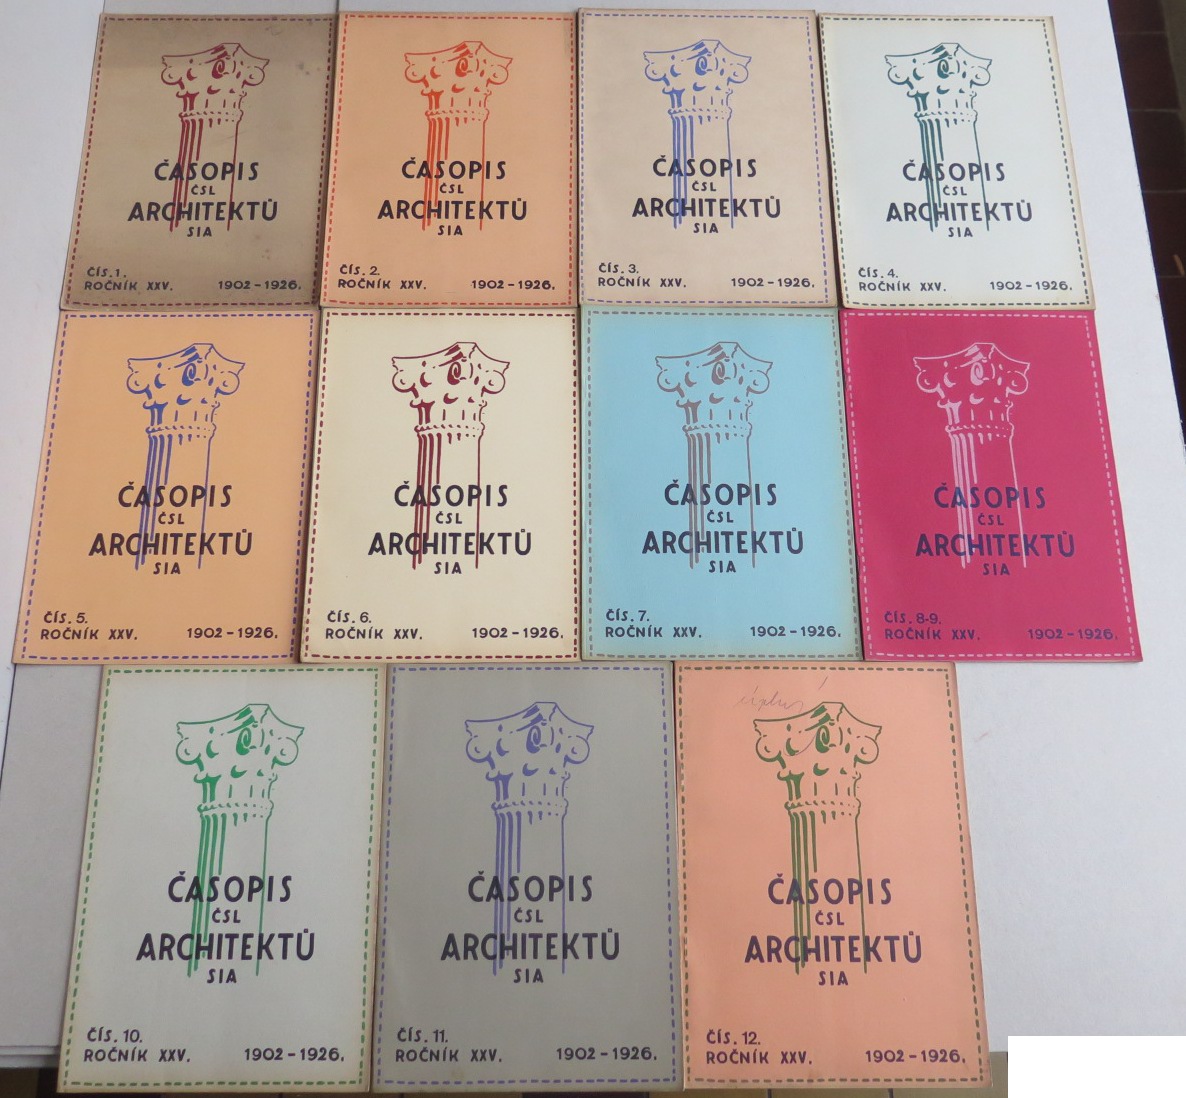 ČASOPIS
ČSL
ARCHITEKTŮ
SIA
ČÍS. 1.
ROČNÍK XXV. 1902-1926.
ČASOPIS
ČSL
ARCHITEKTŮ
SIA
ČÍS. 2.
ROČNÍK XXV. 1902-1926.
ČASOPIS
ČSL
ARCHITEKTŮ
SIA
ČÍS. 3.
ROČNÍK XXV. 1902-1926.
ČASOPIS
ČSL
ARCHITEKTŮ
SIA
ČÍS. 4.
ROČNÍK XXV. 1902-1926.
ČASOPIS
ČSL
ARCHITEKTŮ
SIA
ČÍS. 5.
ROČNÍK XXV. 1902-1926.
ČASOPIS
ČSL
ARCHITEKTŮ
SIA
ČÍS. 6.
ROČNÍK XXV. 1902-1926.
ČASOPIS
ČSL
ARCHITEKTŮ
SIA
ČÍS. 7.
ROČNÍK XXV. 1902-1926.
ČASOPIS
ČSL
ARCHITEKTŮ
SIA
ČÍS. 8-9.
ROČNÍK XXV. 1902-1926.
ČASOPIS
ČSL
ARCHITEKTŮ
SIA
ČÍS. 10.
ROČNÍK XXV. 1902-1926.
ČASOPIS
ČSL
ARCHITEKTŮ
SIA
ČÍS. 11.
ROČNÍK XXV. 1902-1926.
ČASOPIS
ČSL
ARCHITEKTŮ
SIA
ČÍS. 12.
ROČNÍK XXV. 1902-1926.